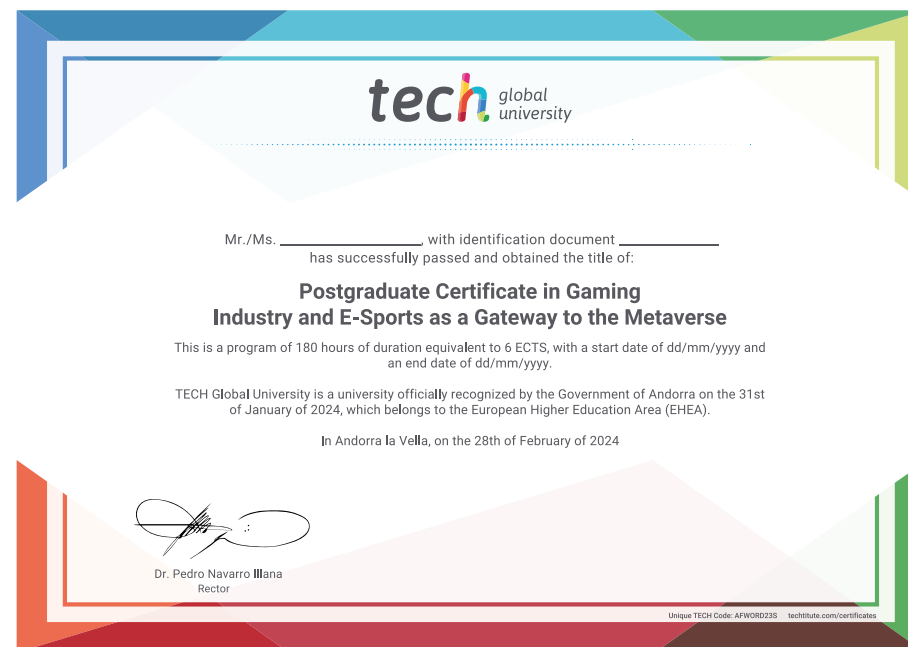 tech global
university
Mr./Ms. ____________________, with identification document ______________
has successfully passed and obtained the title of:
Postgraduate Certificate in Gaming
Industry and E-Sports as a Gateway to the Metaverse
This is a program of 180 hours of duration equivalent to 6 ECTS, with a start date of dd/mm/yyyy and
an end date of dd/mm/yyyy.
TECH Global University is a university officially recognized by the Government of Andorra on the 31st
of January of 2024, which belongs to the European Higher Education Area (EHEA).
In Andorra la Vella, on the 28th of February of 2024
Dr. Pedro Navarro Illana
Rector
Unique TECH Code: AFWORD23S techtitute.com/certificates